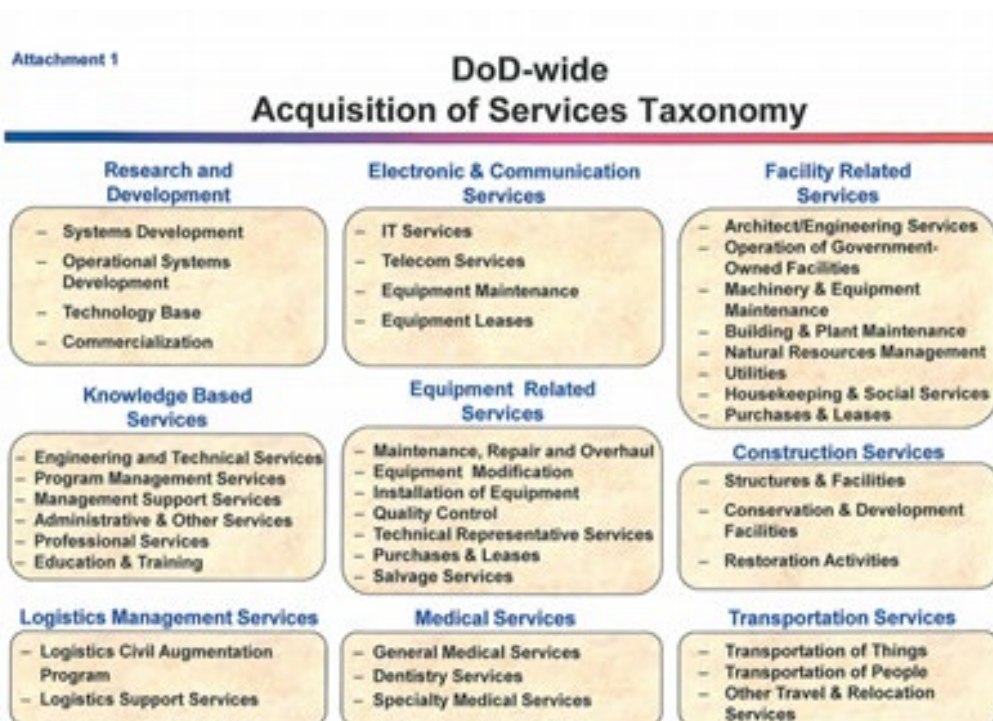 Attachment 1
DoD-wide
Acquisition of Services Taxonomy
Research and
Development
– Systems Development
– Operational Systems
Development
– Technology Base
– Commercialization
Electronic & Communication
Services
– IT Services
– Telecom Services
– Equipment Maintenance
– Equipment Leases
Facility Related
Services
– Architect/Engineering Services
– Operation of Government-
Owned Facilities
– Machinery & Equipment
Maintenance
– Building & Plant Maintenance
– Natural Resources Management
– Utilities
– Housekeeping & Social Services
– Purchases & Leases
Knowledge Based
Services
– Engineering and Technical Services
– Program Management Services
– Management Support Services
– Administrative & Other Services
– Professional Services
– Education & Training
Equipment Related
Services
– Maintenance, Repair and Overhaul
– Equipment Modification
– Installation of Equipment
– Quality Control
– Technical Representative Services
– Purchases & Leases
– Salvage Services
Construction Services
– Structures & Facilities
– Conservation & Development
Facilities
– Restoration Activities
Logistics Management Services
– Logistics Civil Augmentation
Program
– Logistics Support Services
Medical Services
– General Medical Services
– Dentistry Services
– Specialty Medical Services
Transportation Services
– Transportation of Things
– Transportation of People
– Other Travel & Relocation
Services